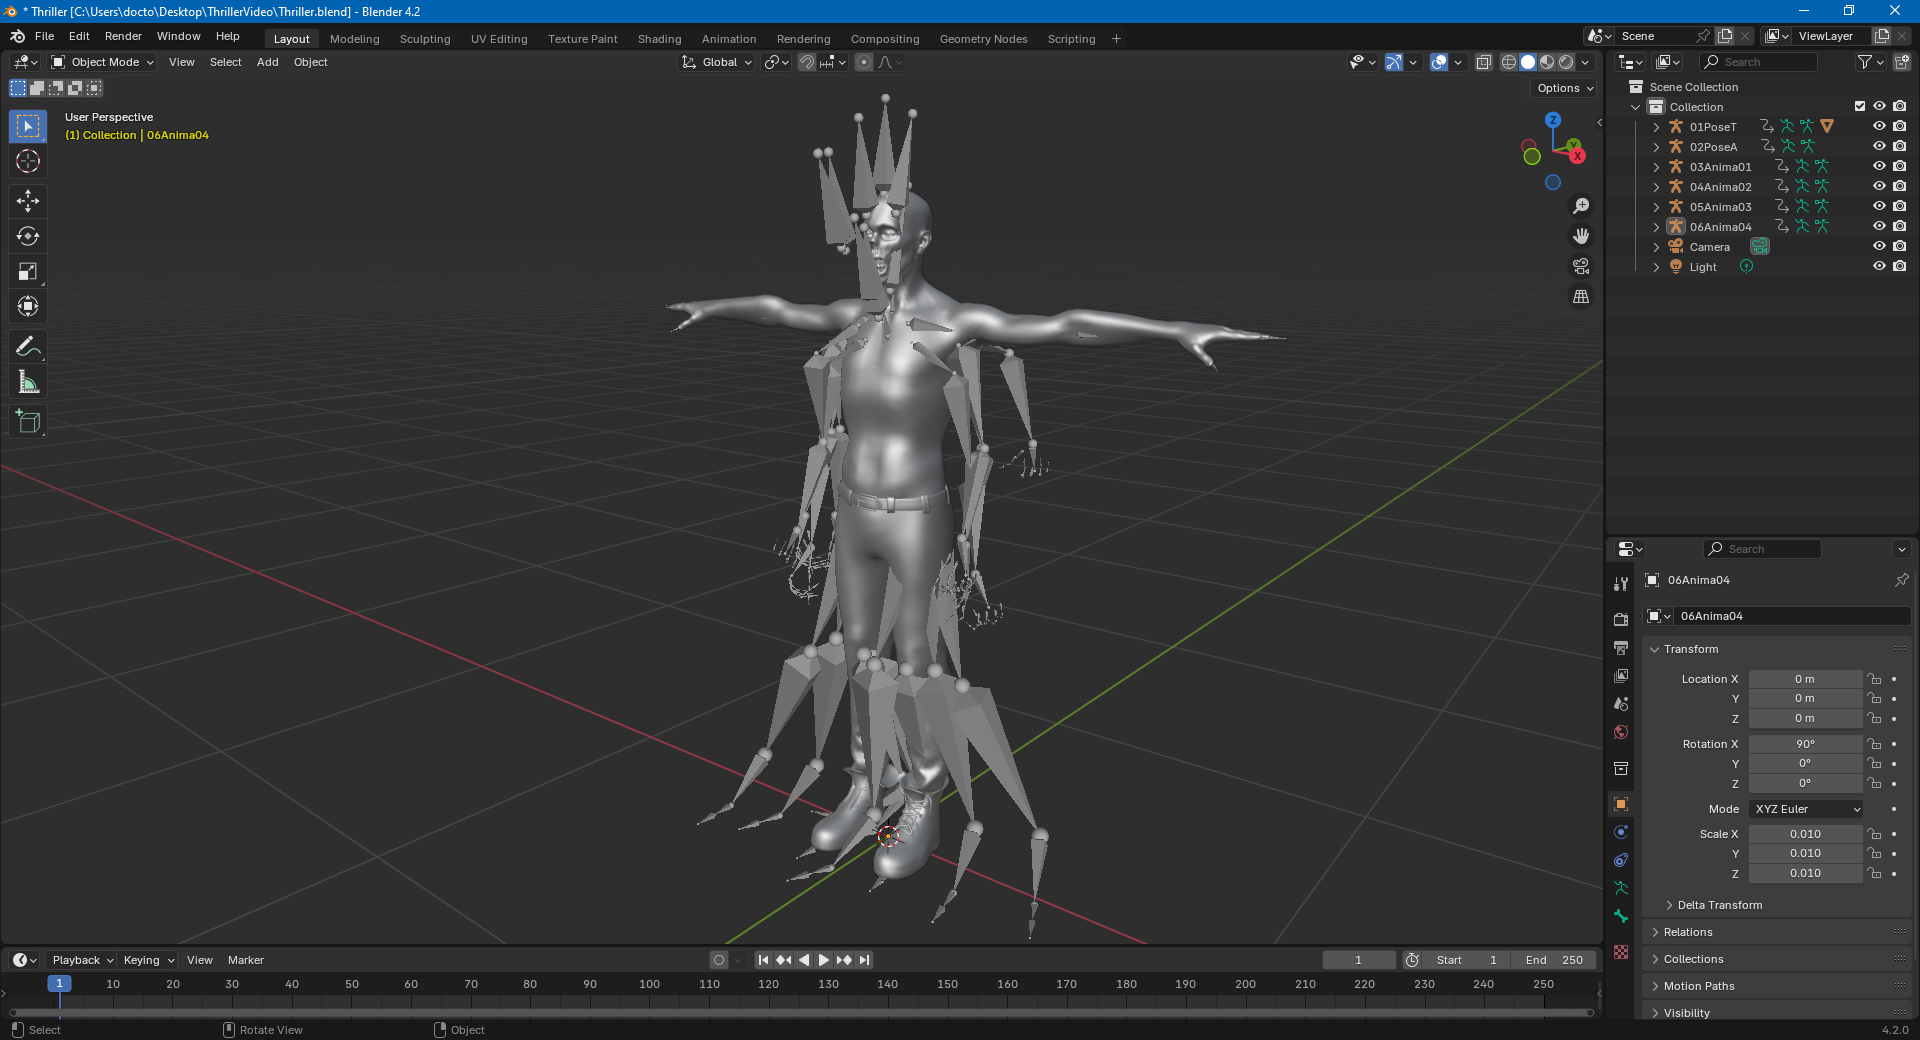 * Thriller [C:\Users\docto\Desktop\ThrillerVideo\Thriller.blend] - Blender 4.2
File Edit Render Window Help Layout Modeling Sculpting UV Editing Texture Paint Shading Animation Rendering Compositing Geometry Nodes Scripting + Scene ViewLayer
Object Mode View Select Add Object Global Search
Options
User Perspective
(1) Collection | 06Anima04
Z
Y
X
Scene Collection
Collection
01PoseT
02PoseA
03Anima01
04Anima02
05Anima03
06Anima04
Camera
Light
Search
06Anima04
06Anima04
Transform
Location X 0 m
Y 0 m
Z 0 m
Rotation X 90°
Y 0°
Z 0°
Mode XYZ Euler
Scale X 0.010
Y 0.010
Z 0.010
Delta Transform
Relations
Collections
Motion Paths
Visibility
Playback Keying View Marker 1 Start 1 End 250
1 10 20 30 40 50 60 70 80 90 100 110 120 130 140 150 160 170 180 190 200 210 220 230 240 250
Select Rotate View Object 4.2.0